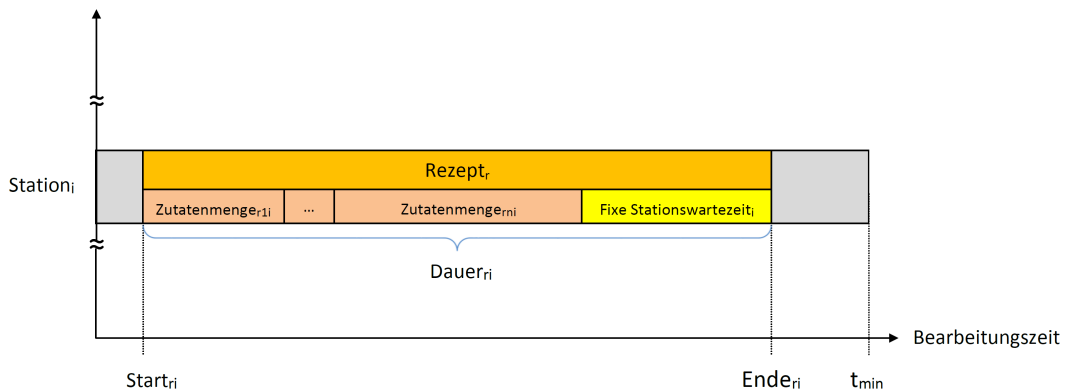 Rezeptr
Stationi
Zutatenmenger1i
...
Zutatenmengerni
Fixe Stationswartezeiti
Dauerri
Bearbeitungszeit
Startri
Enderi
tmin